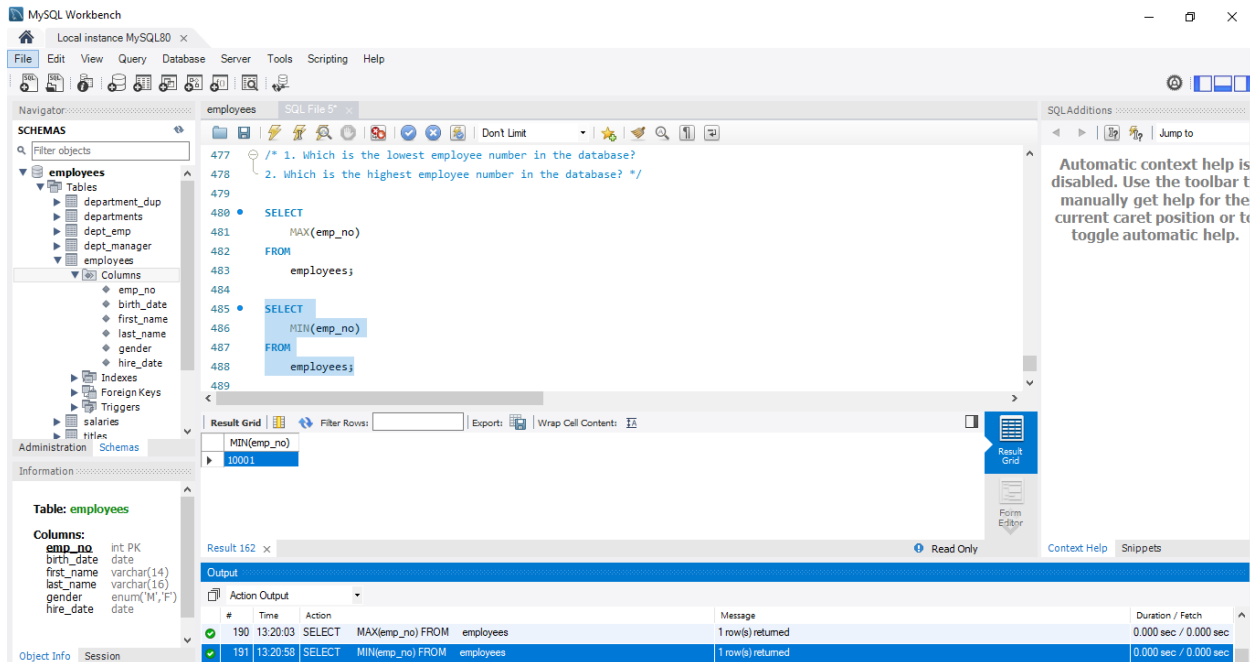 MySQL Workbench
Local instance MySQL80
File Edit View Query Database Server Tools Scripting Help
Navigator
SCHEMAS
Filter objects
employees
Tables
department_dup
departments
dept_emp
dept_manager
employees
Columns
emp_no
birth_date
first_name
last_name
gender
hire_date
Indexes
Foreign Keys
Triggers
salaries
titles
Administration Schemas
Information
Table: employees
Columns:
emp_no int PK
birth_date date
first_name varchar(14)
last_name varchar(16)
gender enum('M','F')
hire_date date
Object Info Session
employees SQL File 5*
Don't Limit
477 /* 1. Which is the lowest employee number in the database?
478 2. Which is the highest employee number in the database? */
479
480 SELECT
481 MAX(emp_no)
482 FROM
483 employees;
484
485 SELECT
486 MIN(emp_no)
487 FROM
488 employees;
489
Result Grid Filter Rows: Export: Wrap Cell Content:
MIN(emp_no)
10001
Result Grid
Form Editor
Result 162 Read Only
Output
Action Output
# Time Action Message Duration / Fetch
190 13:20:03 SELECT MAX(emp_no) FROM employees 1 row(s) returned 0.000 sec / 0.000 sec
191 13:20:58 SELECT MIN(emp_no) FROM employees 1 row(s) returned 0.000 sec / 0.000 sec
SQLAdditions
Jump to
Automatic context help is
disabled. Use the toolbar t
manually get help for the
current caret position or to
toggle automatic help.
Context Help Snippets